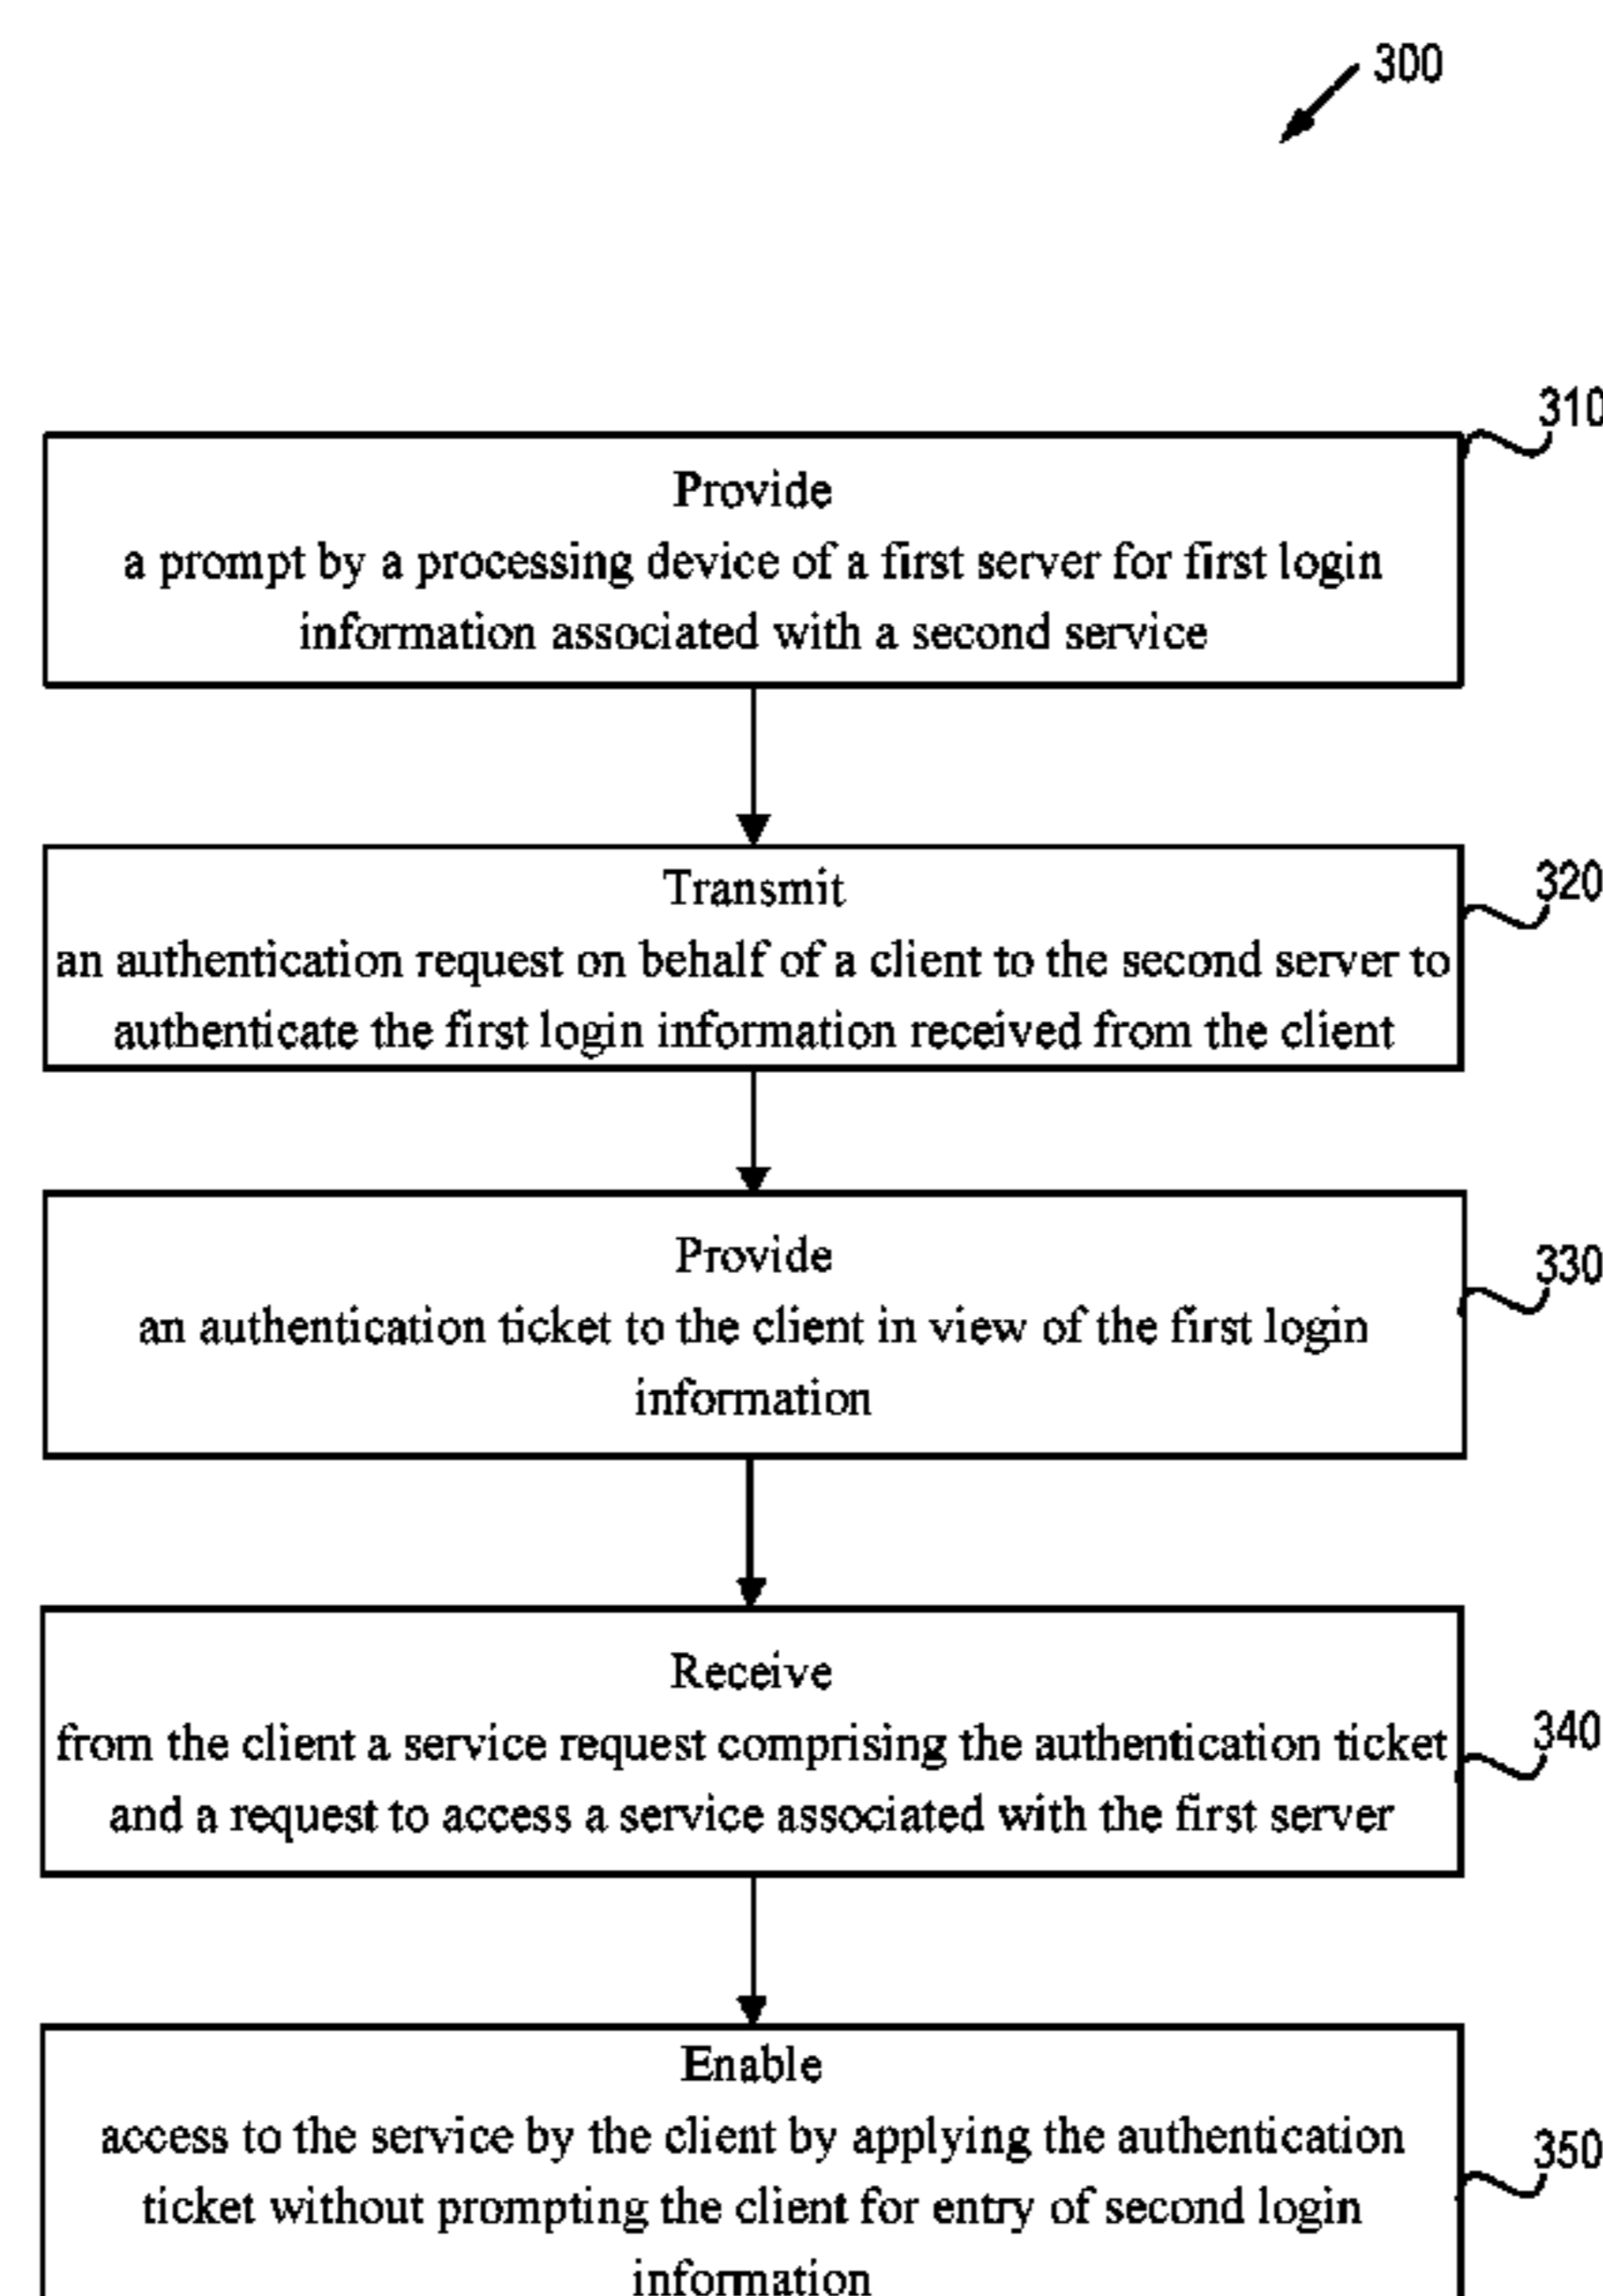 300
310
Provide
a prompt by a processing device of a first server for first login
information associated with a second service
320
Transmit
an authentication request on behalf of a client to the second server to
authenticate the first login information received from the client
330
Provide
an authentication ticket to the client in view of the first login
information
340
Receive
from the client a service request comprising the authentication ticket
and a request to access a service associated with the first server
350
Enable
access to the service by the client by applying the authentication
ticket without prompting the client for entry of second login
information